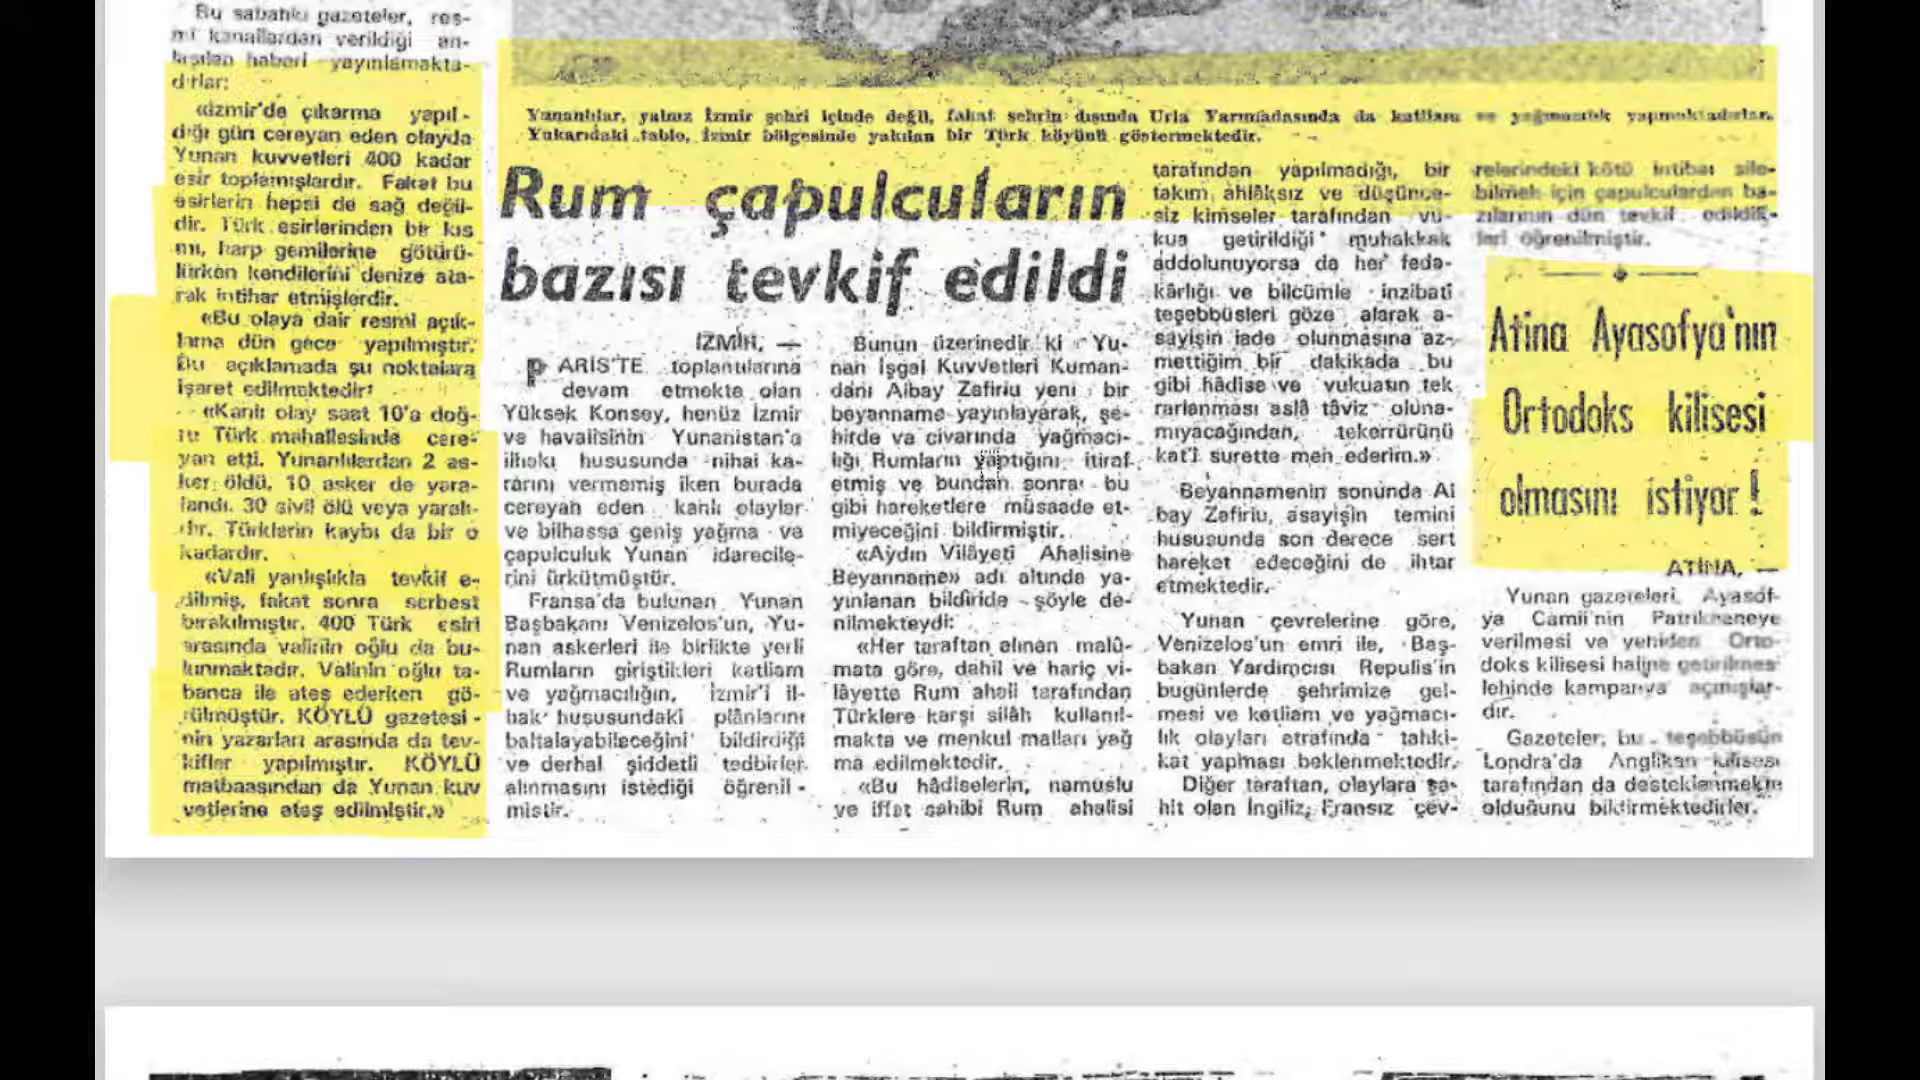 Bu sabahki gazeteler, res-
mî kanallardan verildiği an-
laşılan haberi yayınlamakta-
dırlar:
«İzmir'de çıkarma yapıl-
dığı gün cereyan eden olayda
Yunan kuvvetleri 400 kadar
esir toplamışlardır. Fakat bu
esirlerin hepsi de sağ değil-
dir. Türk esirlerinden bir kıs
mı, harp gemilerine götürü-
lürken kendilerini denize ata-
rak intihar etmişlerdir.
«Bu olaya dair resmî açık-
lama dün gece yapılmıştır.
Bu açıklamada şu noktalara
işaret edilmektedir:
«Kanlı olay saat 10'a doğ-
ru Türk mahallesinde cere-
yan etti. Yunanlılardan 2 as-
ker öldü, 10 asker de yara-
landı. 30 sivil ölü veya yaralı-
dır. Türklerin kaybı da bir o
kadardır.
«Vali yanlışlıkla tevkif e-
dilmiş, fakat sonra serbest
bırakılmıştır. 400 Türk esiri
arasında valinin oğlu da bu-
lunmaktadır. Valinin oğlu ta-
banca ile ateş ederken gö-
rülmüştür. KÖYLÜ gazetesi-
nin yazarları arasında da tev-
kifler yapılmıştır. KÖYLÜ
matbaasından da Yunan kuv
vetlerine ateş edilmiştir.»
Yunanlılar, yalnız İzmir şehri içinde değil, fakat şehrin dışında Urla Yarımadasında da katliam ve yağmacılık yapmaktadırlar.
Yukarıdaki tablo, İzmir bölgesinde yakılan bir Türk köyünü göstermektedir.
Rum çapulcuların
bazısı tevkif edildi
İZMİR, —
PARİS'TE toplantılarına
devam etmekte olan
Yüksek Konsey, henüz İzmir
ve havalisinin Yunanistan'a
ilhakı hususunda nihai ka-
rarını vermemiş iken burada
cereyan eden kanlı olaylar
ve bilhassa geniş yağma ve
çapulculuk Yunan idarecile-
rini ürkütmüştür.
Fransa'da bulunan Yunan
Başbakanı Venizelos'un, Yu-
nan askerleri ile birlikte yerli
Rumların giriştikleri katliam
ve yağmacılığın, İzmir'i il-
hak hususundaki plânlarını
baltalayabileceğini bildirdiği
ve derhal şiddetli tedbirler
alınmasını istediği öğrenil-
miştir.
Bunun üzerinedir ki Yu-
nan İşgal Kuvvetleri Kuman-
danı Albay Zafiriu yeni bir
beyanname yayınlayarak, şe-
hirde ve civarında yağmacı-
lığı Rumların yaptığını itiraf
etmiş ve bundan sonra bu
gibi hareketlere müsaade et-
miyeceğini bildirmiştir.
«Aydın Vilâyeti Ahalisine
Beyanname» adı altında ya-
yınlanan bildiride şöyle de-
nilmekteydi:
«Her taraftan alınan malû-
mata göre, dahil ve hariç vi-
lâyette Rum ahali tarafından
Türklere karşı silâh kullanıl-
makta ve menkul malları yağ
ma edilmektedir.
«Bu hâdiselerin, namuslu
ve iffet sahibi Rum ahalisi
tarafından yapılmadığı, bir
takım ahlâksız ve düşünce-
siz kimseler tarafından vu-
kua getirildiği muhakkak
addolunuyorsa da her feda-
kârlığı ve bilcümle inzibatî
teşebbüsleri göze alarak a-
sayişin iade olunmasına az-
mettiğim bir dakikada bu
gibi hâdise ve vukuatın tek
rarlanması aslâ tâviz oluna-
mıyacağından, tekerrürünü
kat'î surette men ederim.»
Beyannamenin sonunda Al
bay Zafiriu, asayişin temini
hususunda son derece sert
hareket edeceğini de ihtar
etmektedir.
Yunan çevrelerine göre,
Venizelos'un emri ile, Baş-
bakan Yardımcısı Repulis'in
bugünlerde şehrimize gel-
mesi ve katliam ve yağmacı-
lık olayları etrafında tahki-
kat yapması beklenmektedir.
Diğer taraftan, olaylara şa-
hit olan İngiliz, Fransız çev-
relerindeki kötü intibaı sile-
bilmek için çapulculardan ba-
zılarının dün tevkif edildik-
leri öğrenilmiştir.
Atina Ayasofya'nın
Ortodoks kilisesi
olmasını istiyor!
ATİNA, —
Yunan gazeteleri, Ayasof-
ya Camii'nin Patrikhaneye
verilmesi ve yeniden Orto-
doks kilisesi haline getirilmesi
lehinde kampanya açmışlar-
dır.
Gazeteler, bu teşebbüsün
Londra'da Anglikan kilisesi
tarafından da desteklenmekte
olduğunu bildirmektedirler.